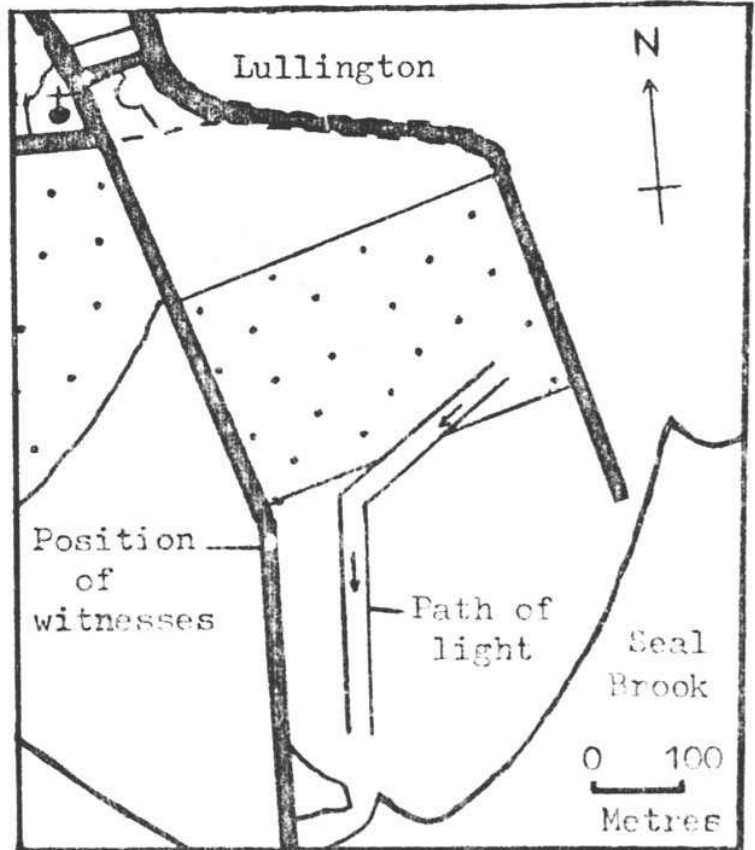 Lullington
N
Position
of
witnesses
Path of
light
Seal
Brook
0 100
Metres